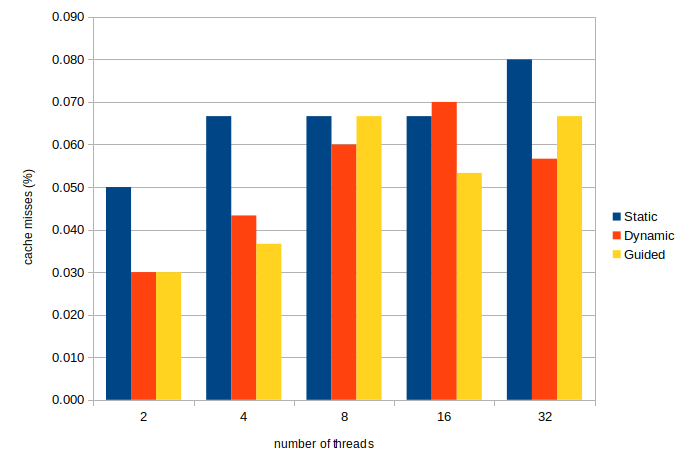 0.090
0.080
0.070
0.060
0.050
0.040
0.030
0.020
0.010
0.000
cache misses (%)
2 4 8 16 32
number of threads
Static
Dynamic
Guided